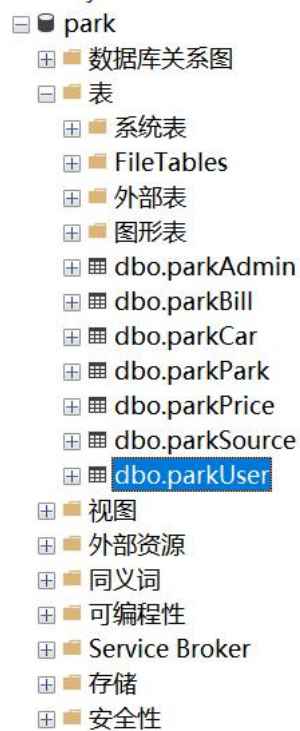 park
数据库关系图
表
系统表
FileTables
外部表
图形表
dbo.parkAdmin
dbo.parkBill
dbo.parkCar
dbo.parkPark
dbo.parkPrice
dbo.parkSource
dbo.parkUser
视图
外部资源
同义词
可编程性
Service Broker
存储
安全性